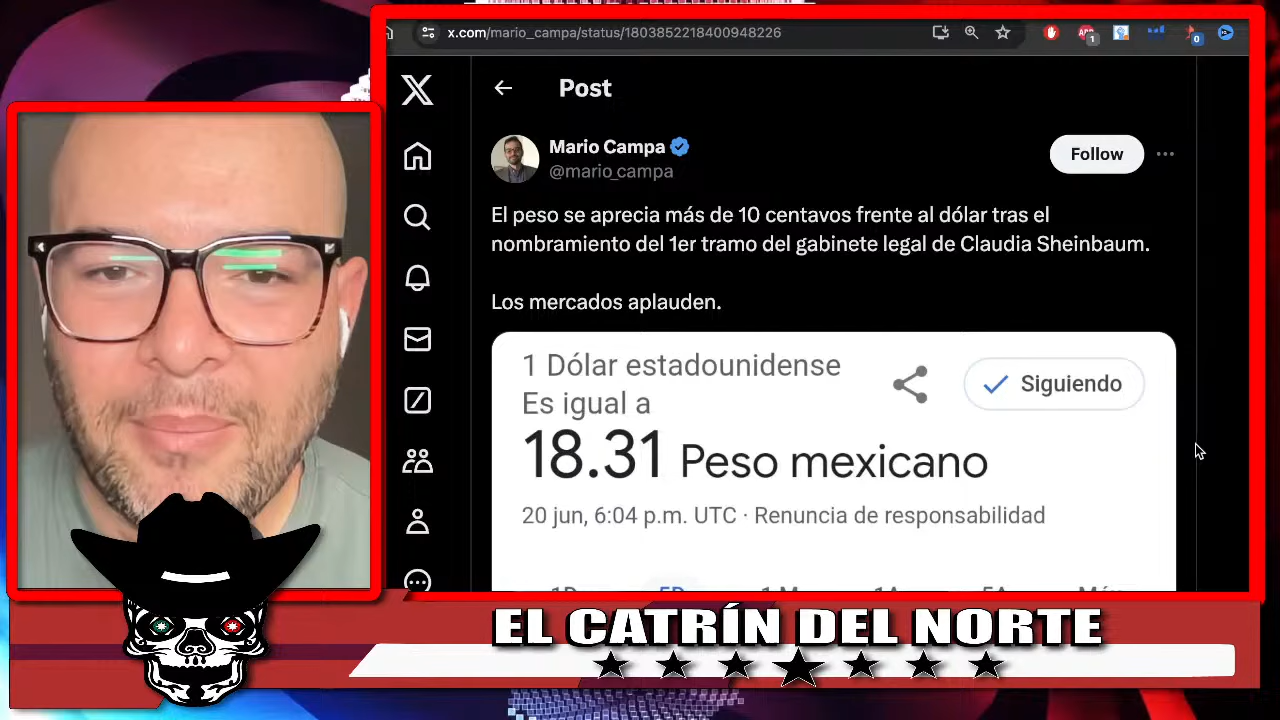 x.com/mario_campa/status/1803852218400948226
1
0
Post
Mario Campa
@mario_campa
Follow
El peso se aprecia más de 10 centavos frente al dólar tras el
nombramiento del 1er tramo del gabinete legal de Claudia Sheinbaum.
Los mercados aplauden.
1 Dólar estadounidense
Es igual a
Siguiendo
18.31 Peso mexicano
20 jun, 6:04 p.m. UTC · Renuncia de responsabilidad
EL CATRÍN DEL NORTE